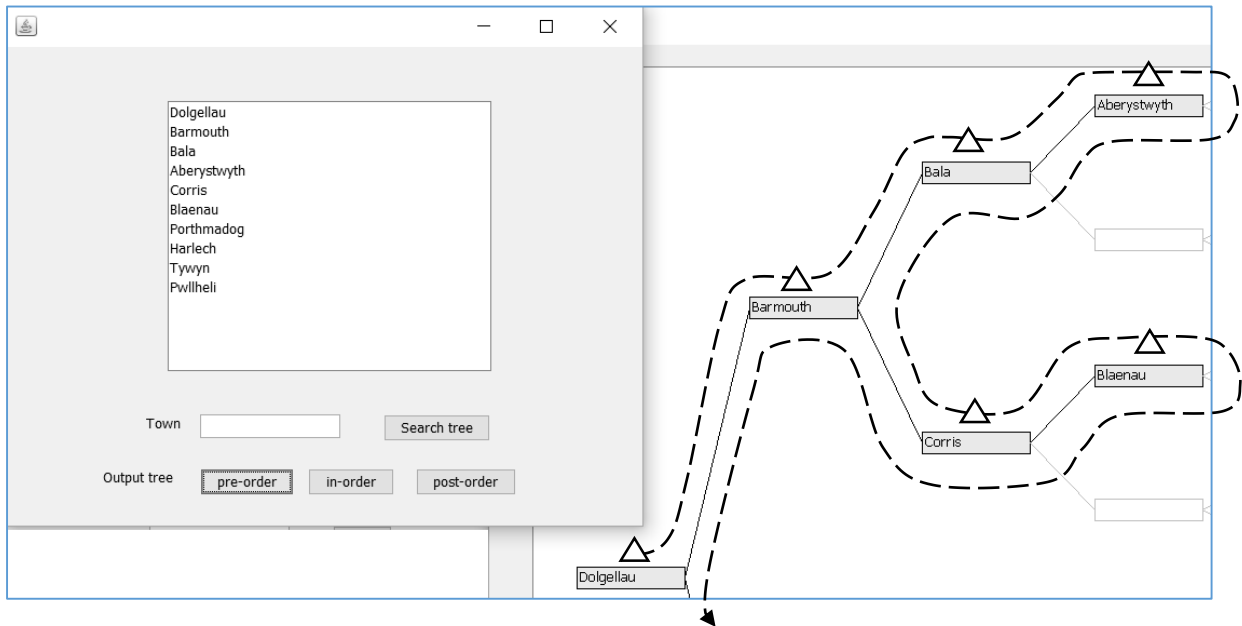 Dolgellau
Barmouth
Bala
Aberystwyth
Corris
Blaenau
Porthmadog
Harlech
Tywyn
Pwllheli
Town
Search tree
Output tree
pre-order
in-order
post-order
Aberystwyth
Bala
Barmouth
Blaenau
Corris
Dolgellau